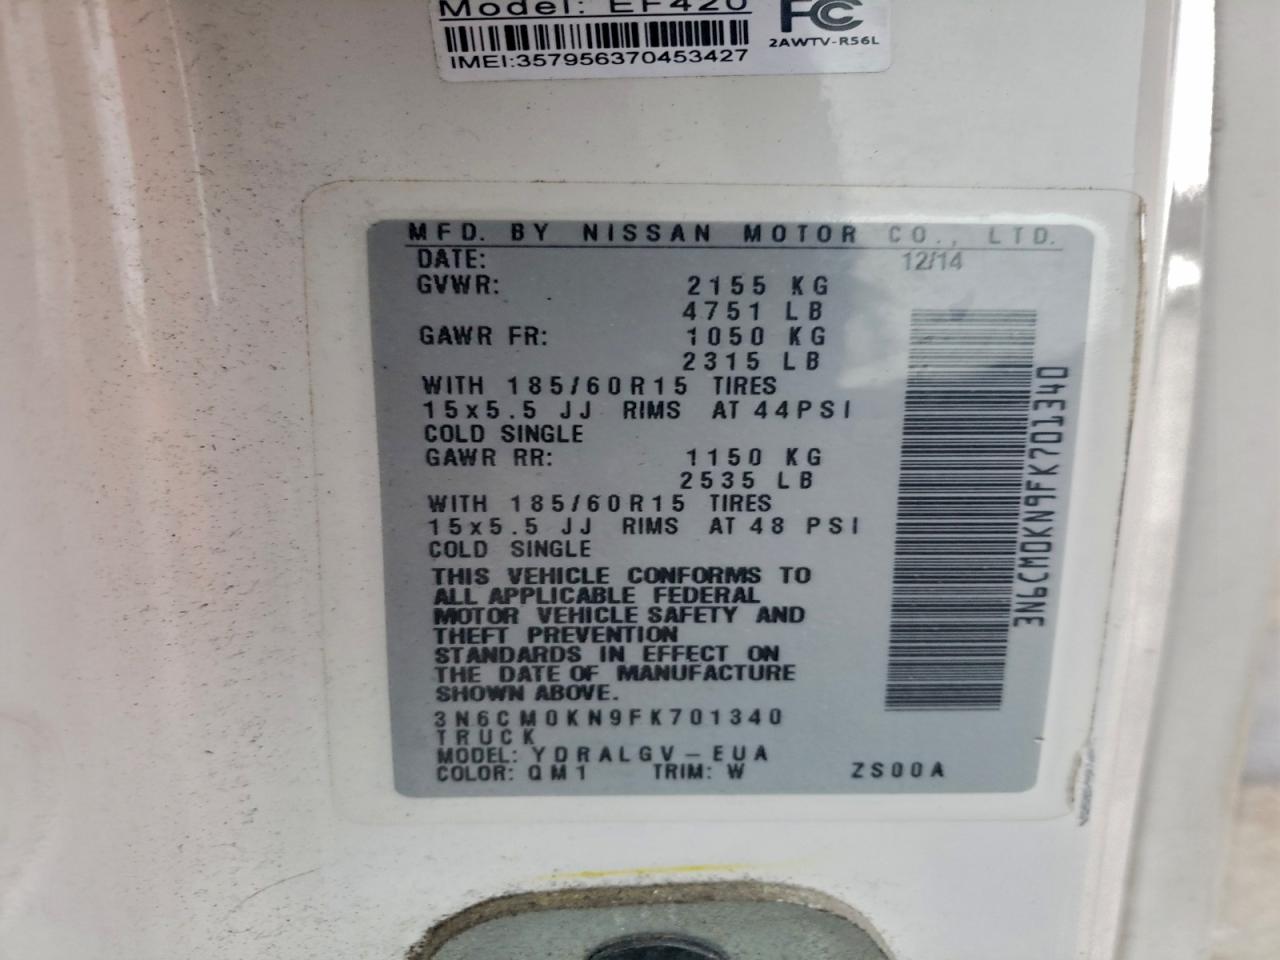 Model: EF420
FC
2AWTV-R56L
IMEI:357956370453427
MFD. BY NISSAN MOTOR CO., LTD.
DATE: 12/14
GVWR: 2155 KG
4751 LB
GAWR FR: 1050 KG
2315 LB
WITH 185/60R15 TIRES
15x5.5 JJ RIMS AT 44PSI
COLD SINGLE
GAWR RR: 1150 KG
2535 LB
WITH 185/60R15 TIRES
15x5.5 JJ RIMS AT 48 PSI
COLD SINGLE
THIS VEHICLE CONFORMS TO
ALL APPLICABLE FEDERAL
MOTOR VEHICLE SAFETY AND
THEFT PREVENTION
STANDARDS IN EFFECT ON
THE DATE OF MANUFACTURE
SHOWN ABOVE.
3N6CM0KN9FK701340
TRUCK
MODEL: YDRALGV-EUA
COLOR: QM1 TRIM: W ZS00A
3N6CM0KN9FK701340